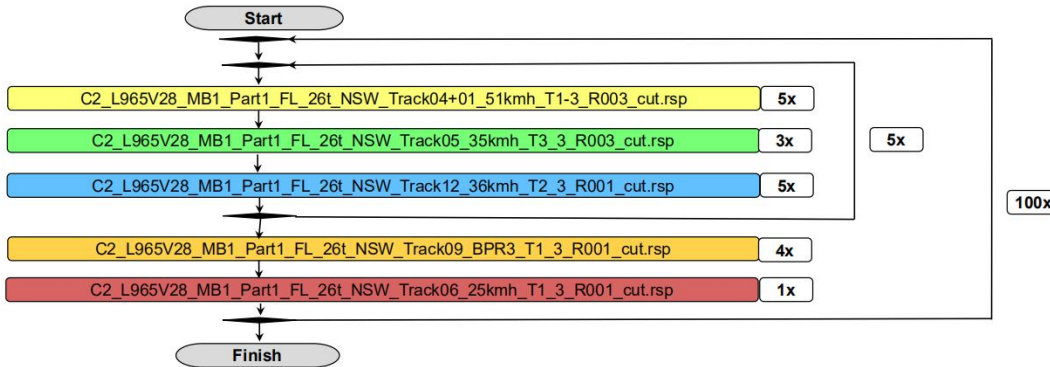 Start
C2_L965V28_MB1_Part1_FL_26t_NSW_Track04+01_51kmh_T1-3_R003_cut.rsp 5x
C2_L965V28_MB1_Part1_FL_26t_NSW_Track05_35kmh_T3_3_R003_cut.rsp 3x
5x
C2_L965V28_MB1_Part1_FL_26t_NSW_Track12_36kmh_T2_3_R001_cut.rsp 5x
100x
C2_L965V28_MB1_Part1_FL_26t_NSW_Track09_BPR3_T1_3_R001_cut.rsp 4x
C2_L965V28_MB1_Part1_FL_26t_NSW_Track06_25kmh_T1_3_R001_cut.rsp 1x
Finish